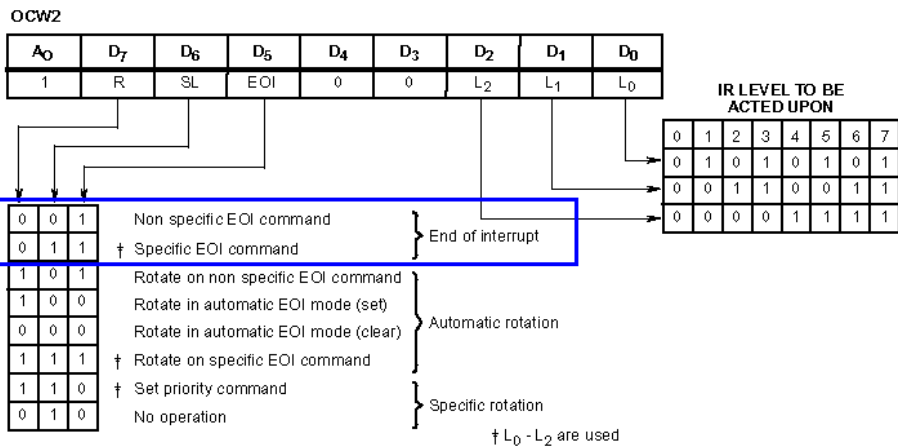 OCW2
A0 D7 D6 D5 D4 D3 D2 D1 D0
1 R SL EOI 0 0 L2 L1 L0
IR LEVEL TO BE
ACTED UPON
0 1 2 3 4 5 6 7
0 1 0 1 0 1 0 1
0 0 1 1 0 0 1 1
0 0 0 0 1 1 1 1
0 0 1 Non specific EOI command
0 1 1 ‡ Specific EOI command
End of interrupt
1 0 1 Rotate on non specific EOI command
1 0 0 Rotate in automatic EOI mode (set)
0 0 0 Rotate in automatic EOI mode (clear)
1 1 1 ‡ Rotate on specific EOI command
Automatic rotation
1 1 0 ‡ Set priority command
0 1 0 No operation
Specific rotation
‡ L0 - L2 are used